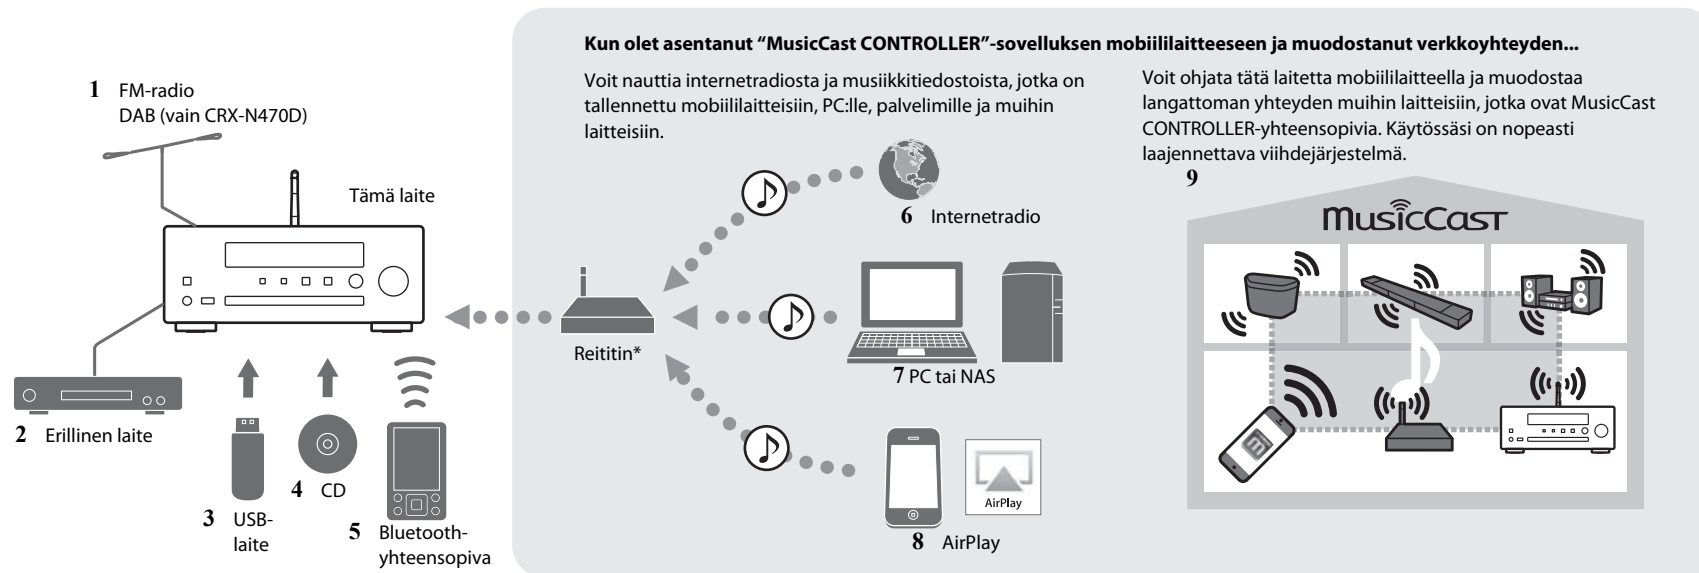 Kun olet asentanut “MusicCast CONTROLLER”-sovelluksen mobiililaitteeseen ja muodostanut verkkoyhteyden...
Voit nauttia internetradiosta ja musiikkitiedostoista, jotka on
tallennettu mobiililaitteisiin, PC:lle, palvelimille ja muihin
laitteisiin.
Voit ohjata tätä laitetta mobiililaitteella ja muodostaa
langattoman yhteyden muihin laitteisiin, jotka ovat MusicCast
CONTROLLER-yhteensopivia. Käytössäsi on nopeasti
laajennettava viihdejärjestelmä.
1 FM-radio
DAB (vain CRX-N470D)
Tämä laite
2 Erillinen laite
3 USB-
laite
4 CD
5 Bluetooth-
yhteensopiva
Reititin*
6 Internetradio
7 PC tai NAS
8 AirPlay
AirPlay
9
MusicCast